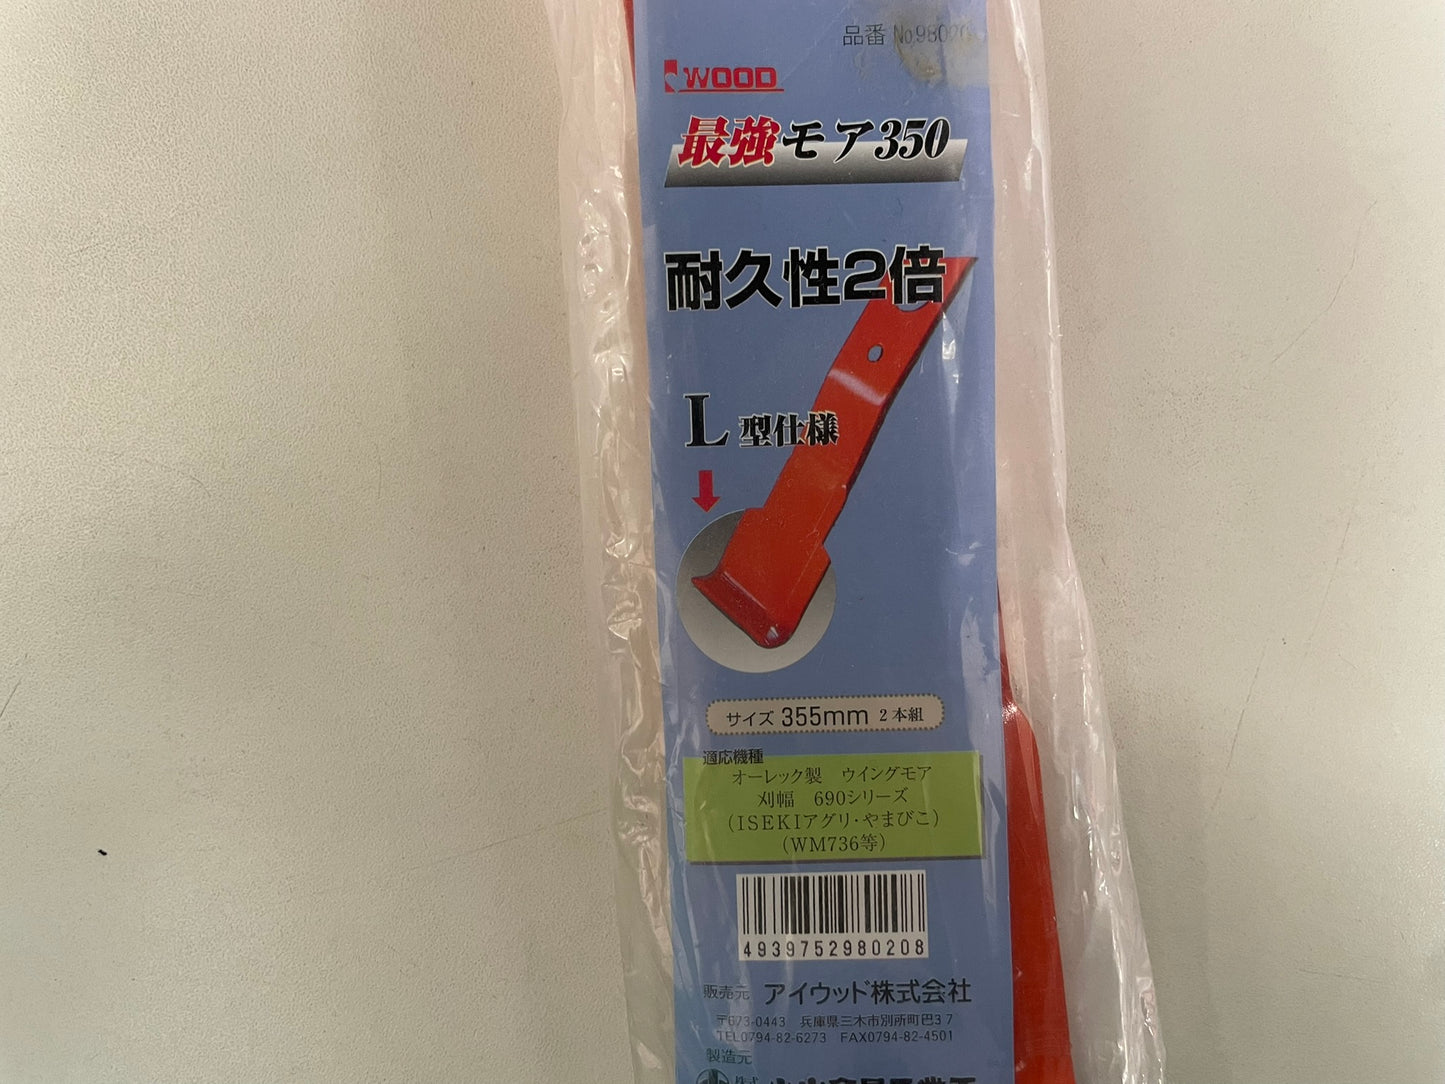 品番 No.98020
WOOD
最強モア350
耐久性2倍
L型仕様
サイズ 355mm 2本組
適応機種
オーレック製 ウイングモア
刈幅 690シリーズ
(ISEKIアグリ・やまびこ)
(WM736等)
4939752980208
販売元 アイウッド株式会社
〒673-0443 兵庫県三木市別所町巴37
TEL0794-82-6273 FAX0794-82-4501
製造元
株式